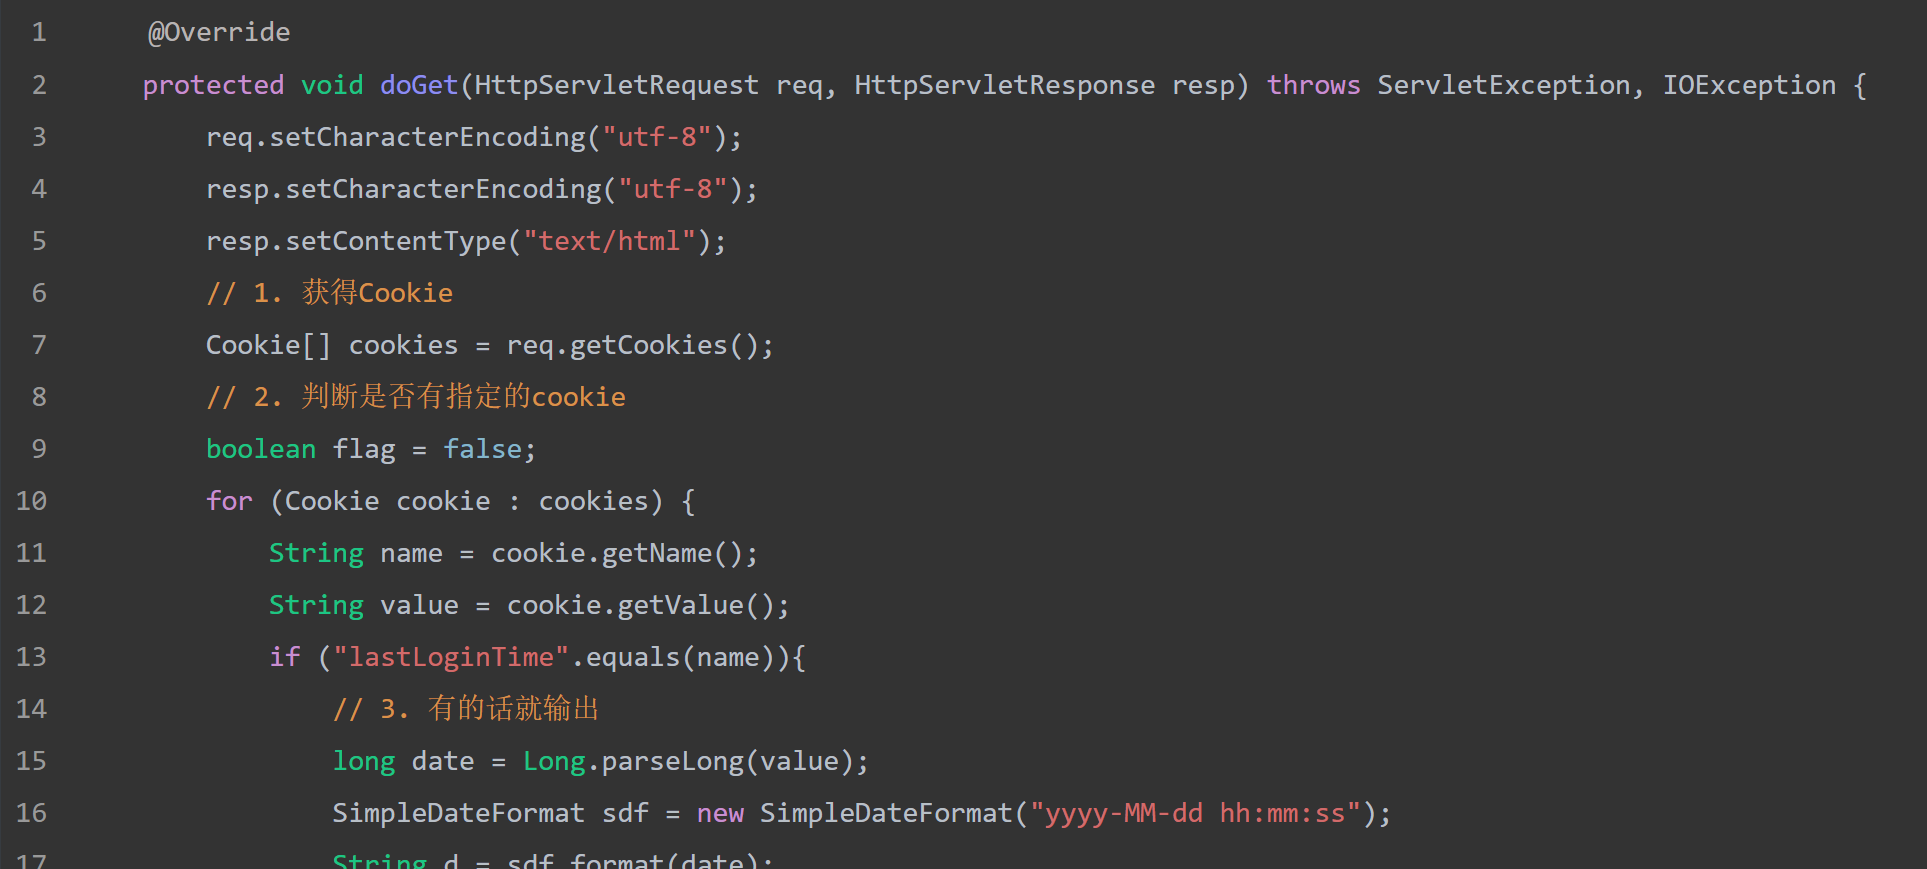 1 @Override
2 protected void doGet(HttpServletRequest req, HttpServletResponse resp) throws ServletException, IOException {
3 req.setCharacterEncoding("utf-8");
4 resp.setCharacterEncoding("utf-8");
5 resp.setContentType("text/html");
6 // 1. 获得Cookie
7 Cookie[] cookies = req.getCookies();
8 // 2. 判断是否有指定的cookie
9 boolean flag = false;
10 for (Cookie cookie : cookies) {
11 String name = cookie.getName();
12 String value = cookie.getValue();
13 if ("lastLoginTime".equals(name)){
14 // 3. 有的话就输出
15 long date = Long.parseLong(value);
16 SimpleDateFormat sdf = new SimpleDateFormat("yyyy-MM-dd hh:mm:ss");
17 String d = sdf.format(date);